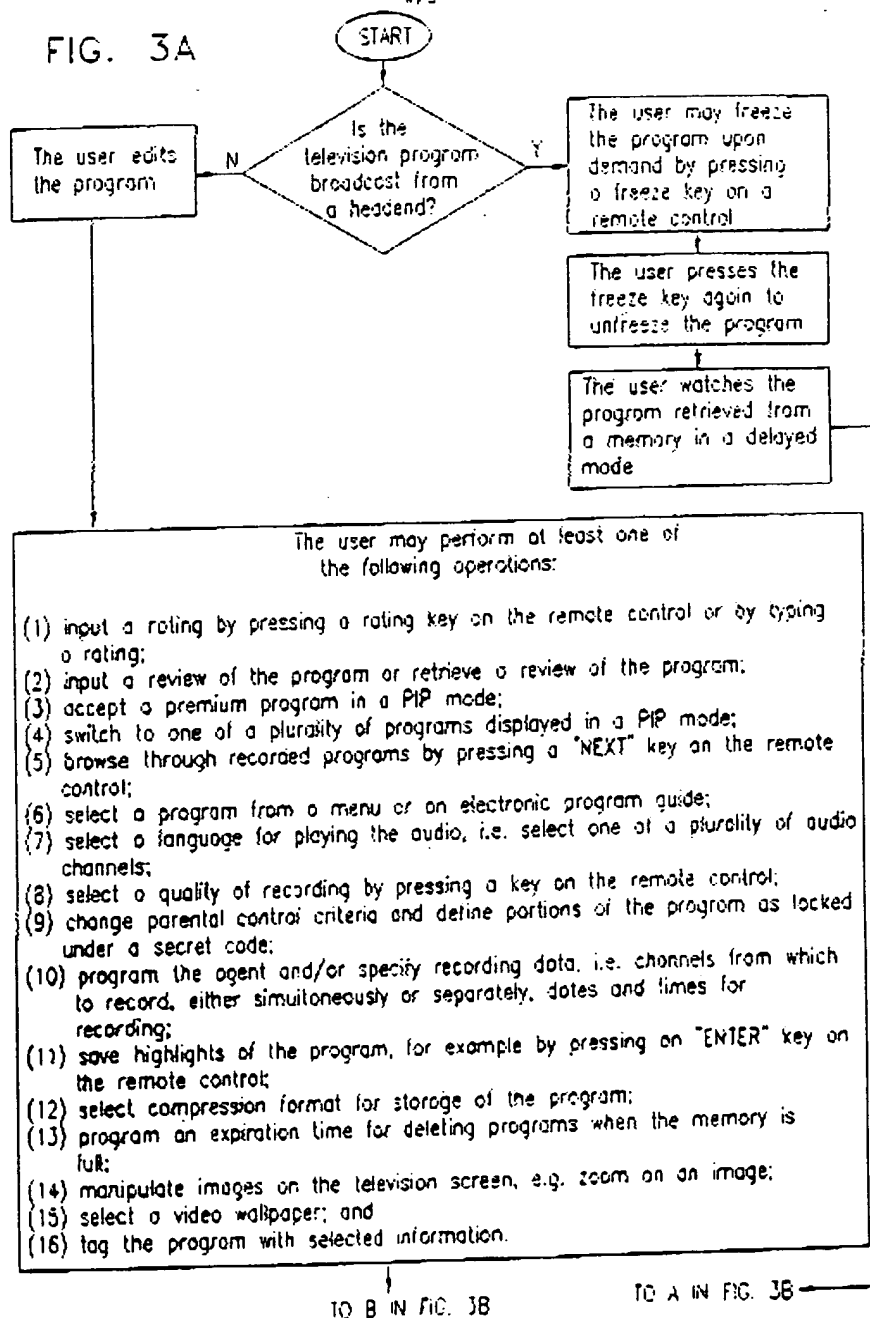 FIG. 3A
START
Is the
television program
broadcast from
a headend?
N
Y
The user edits
the program
The user may freeze
the program upon
demand by pressing
a freeze key on a
remote control
The user presses the
freeze key again to
unfreeze the program
The user watches the
program retrieved from
a memory in a delayed
mode
The user may perform at least one of
the following operations:
(1) input a rating by pressing a rating key on the remote control or by typing
a rating;
(2) input a review of the program or retrieve a review of the program;
(3) accept a premium program in a PIP mode;
(4) switch to one of a plurality of programs displayed in a PIP mode;
(5) browse through recorded programs by pressing a "NEXT" key on the remote
control;
(6) select a program from a menu or an electronic program guide;
(7) select a language for playing the audio, i.e. select one of a plurality of audio
channels;
(8) select a quality of recording by pressing a key on the remote control;
(9) change parental control criteria and define portions of the program as locked
under a secret code;
(10) program the agent and/or specify recording data, i.e. channels from which
to record, either simultaneously or separately, dates and times for
recording;
(11) save highlights of the program, for example by pressing an "ENTER" key on
the remote control;
(12) select compression format for storage of the program;
(13) program an expiration time for deleting programs when the memory is
full;
(14) manipulate images on the television screen, e.g. zoom on an image;
(15) select a video wallpaper; and
(16) tag the program with selected information.
TO B IN FIG. 3B
TO A IN FIG. 3B